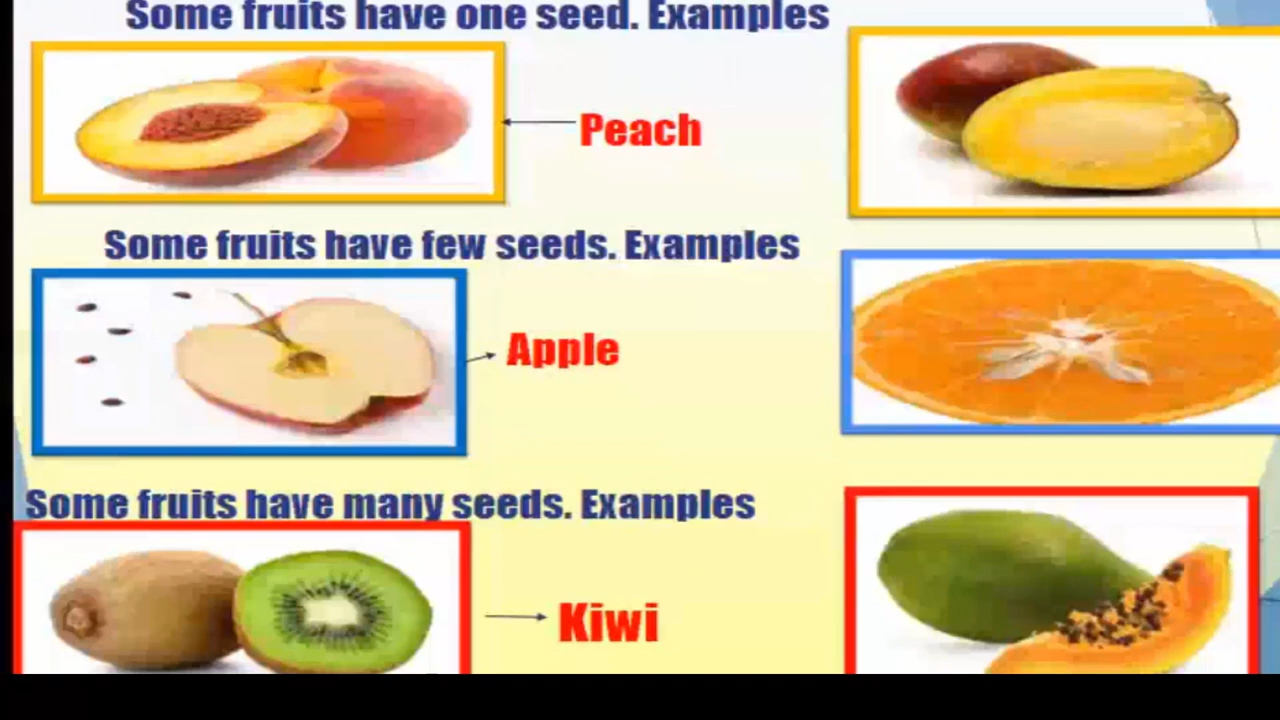 Some fruits have one seed. Examples
Peach
Some fruits have few seeds. Examples
Apple
Some fruits have many seeds. Examples
Kiwi